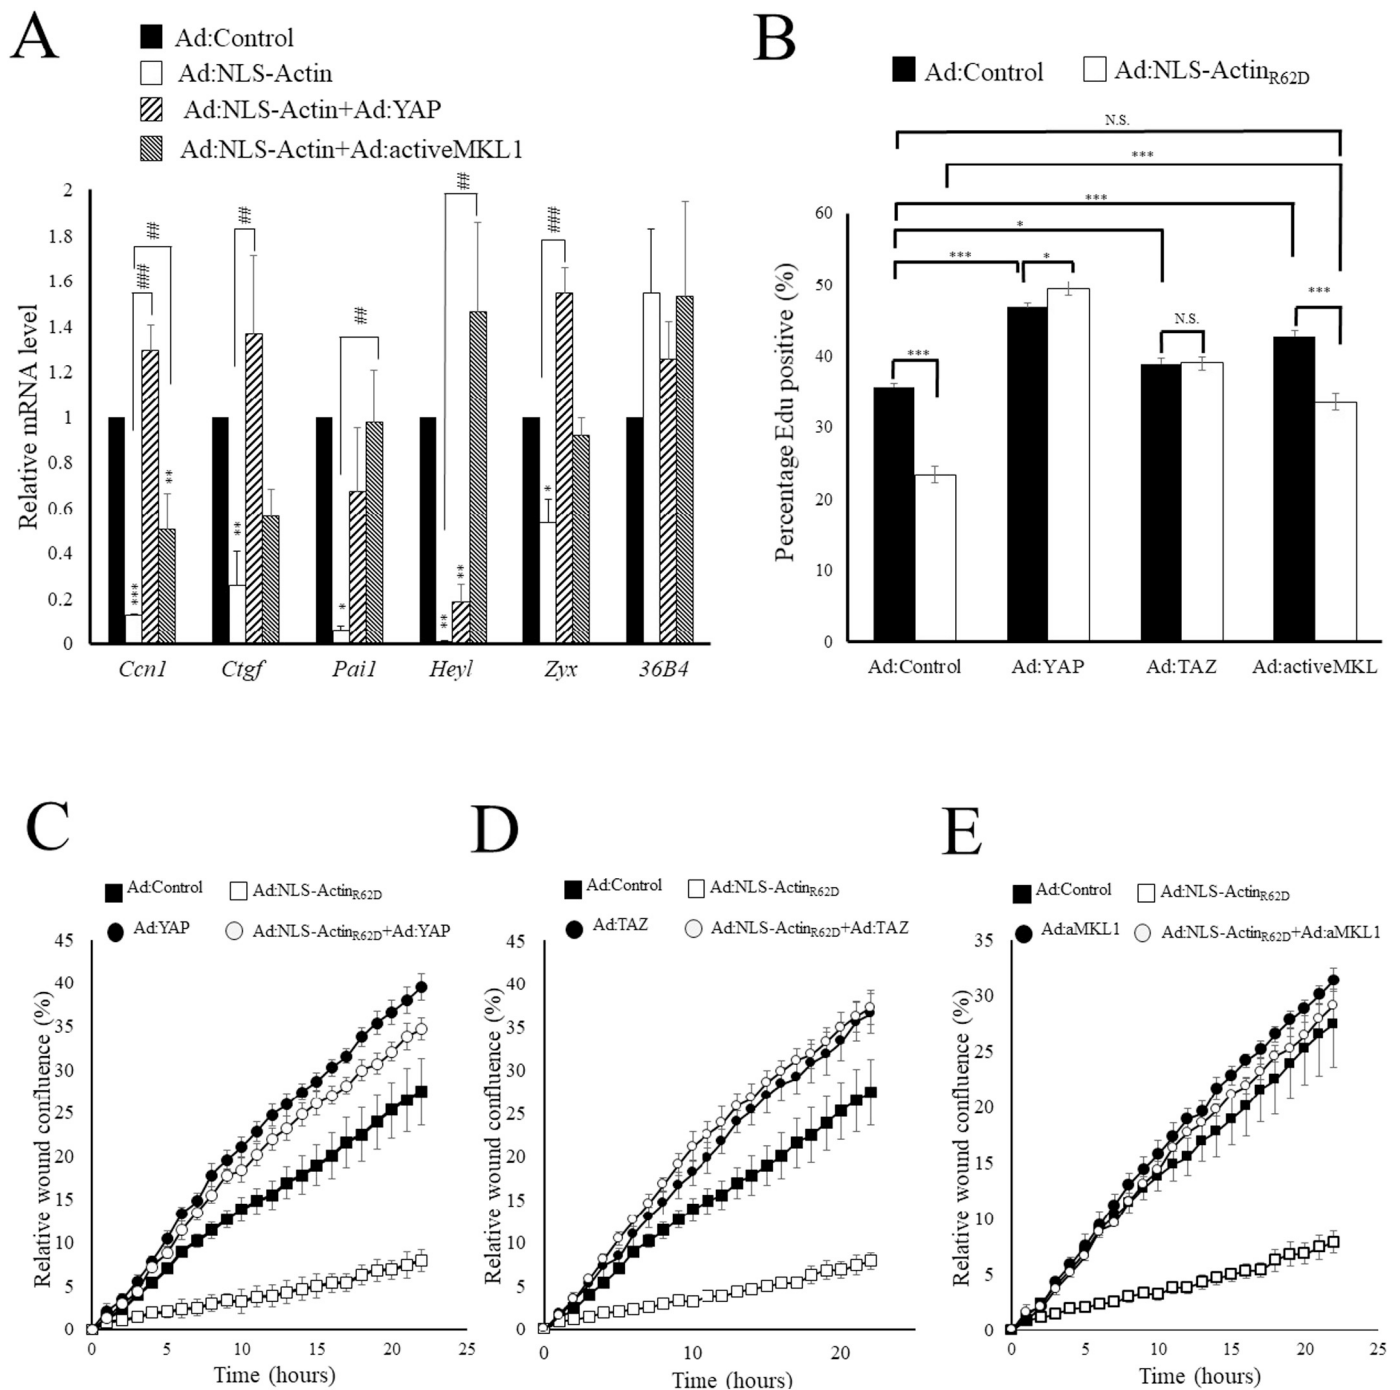 A
Ad:Control
Ad:NLS-Actin
Ad:NLS-Actin+Ad:YAP
Ad:NLS-Actin+Ad:activeMKL1
Relative mRNA level
2
1.8
1.6
1.4
1.2
1
0.8
0.6
0.4
0.2
0
***
###
##
**
**
##
*
##
**
**
##
*
###
Ccn1 Ctgf Pai1 Heyl Zyx 36B4
B
Ad:Control Ad:NLS-ActinR62D
Percentage Edu positive (%)
60
50
40
30
20
10
0
N.S.
***
***
*
*** *
***
N.S.
***
Ad:Control Ad:YAP Ad:TAZ Ad:activeMKL
C
Ad:Control Ad:NLS-ActinR62D
Ad:YAP Ad:NLS-ActinR62D+Ad:YAP
Relative wound confluence (%)
45
40
35
30
25
20
15
10
5
0
0 5 10 15 20 25
Time (hours)
D
Ad:Control Ad:NLS-ActinR62D
Ad:TAZ Ad:NLS-ActinR62D+Ad:TAZ
Relative wound confluence (%)
45
40
35
30
25
20
15
10
5
0
0 10 20
Time (hours)
E
Ad:Control Ad:NLS-ActinR62D
Ad:aMKL1 Ad:NLS-ActinR62D+Ad:aMKL1
Relative wound confluence (%)
35
30
25
20
15
10
5
0
0 5 10 15 20 25
Time (hours)